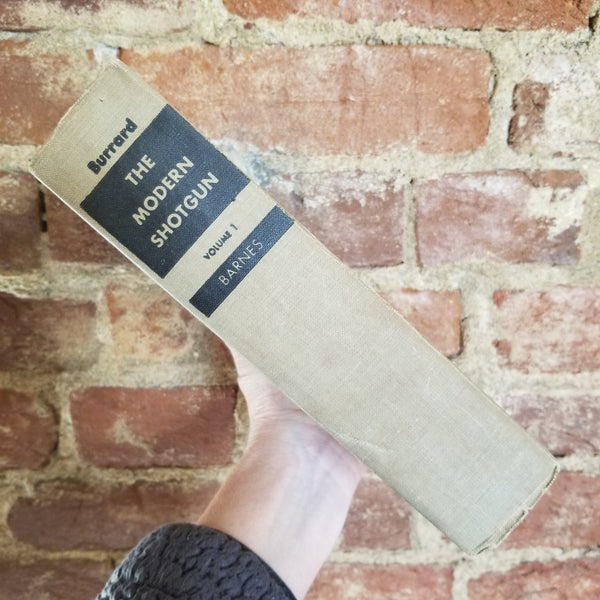 Burrard
THE
MODERN
SHOTGUN
VOLUME 1
BARNES